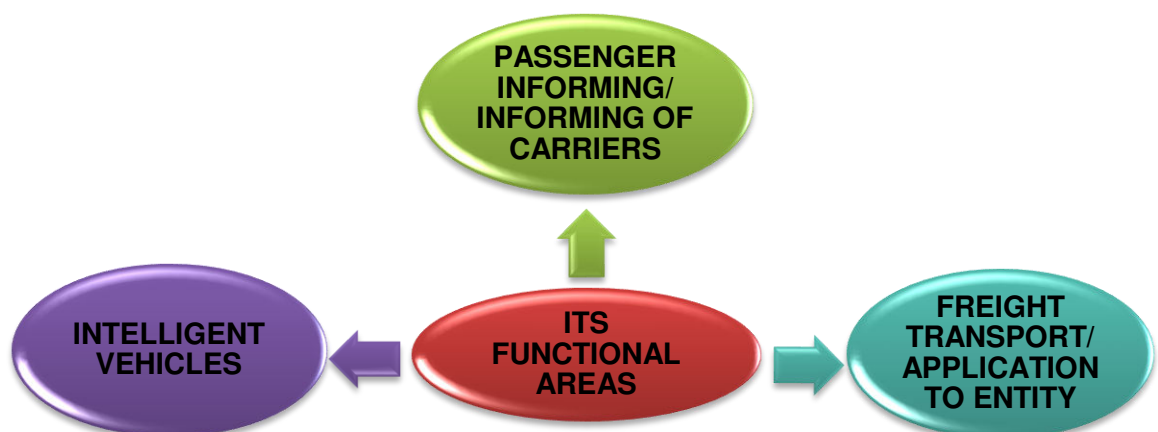 PASSENGER
INFORMING/
INFORMING OF
CARRIERS
INTELLIGENT
VEHICLES
ITS
FUNCTIONAL
AREAS
FREIGHT
TRANSPORT/
APPLICATION
TO ENTITY